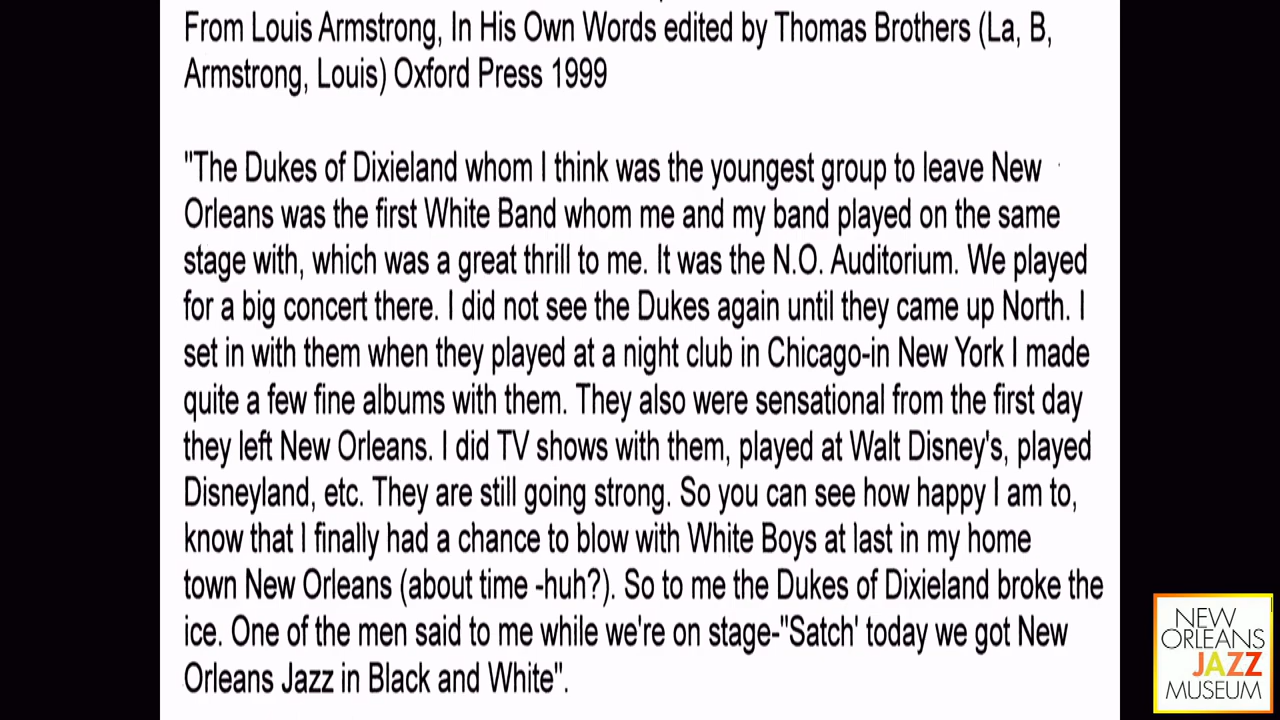 From Louis Armstrong, In His Own Words edited by Thomas Brothers (La, B,
Armstrong, Louis) Oxford Press 1999
"The Dukes of Dixieland whom I think was the youngest group to leave New
Orleans was the first White Band whom me and my band played on the same
stage with, which was a great thrill to me. It was the N.O. Auditorium. We played
for a big concert there. I did not see the Dukes again until they came up North. I
set in with them when they played at a night club in Chicago-in New York I made
quite a few fine albums with them. They also were sensational from the first day
they left New Orleans. I did TV shows with them, played at Walt Disney's, played
Disneyland, etc. They are still going strong. So you can see how happy I am to,
know that I finally had a chance to blow with White Boys at last in my home
town New Orleans (about time -huh?). So to me the Dukes of Dixieland broke the
ice. One of the men said to me while we're on stage-"Satch' today we got New
Orleans Jazz in Black and White".
NEW
ORLEANS
JAZZ
MUSEUM